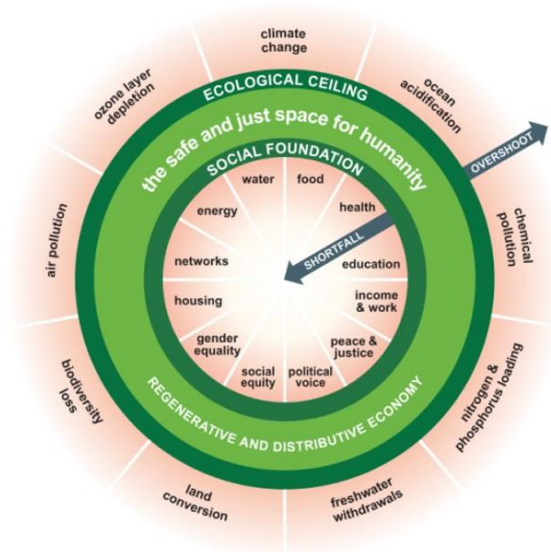 climate
change
ocean
acidification
chemical
pollution
nitrogen &
phosphorus loading
freshwater
withdrawals
land
conversion
biodiversity
loss
air pollution
ozone layer
depletion
ECOLOGICAL CEILING
OVERSHOOT
the safe and just space for humanity
SOCIAL FOUNDATION
water
food
health
SHORTFALL
education
income
& work
peace &
justice
political
voice
social
equity
gender
equality
housing
networks
energy
REGENERATIVE AND DISTRIBUTIVE ECONOMY